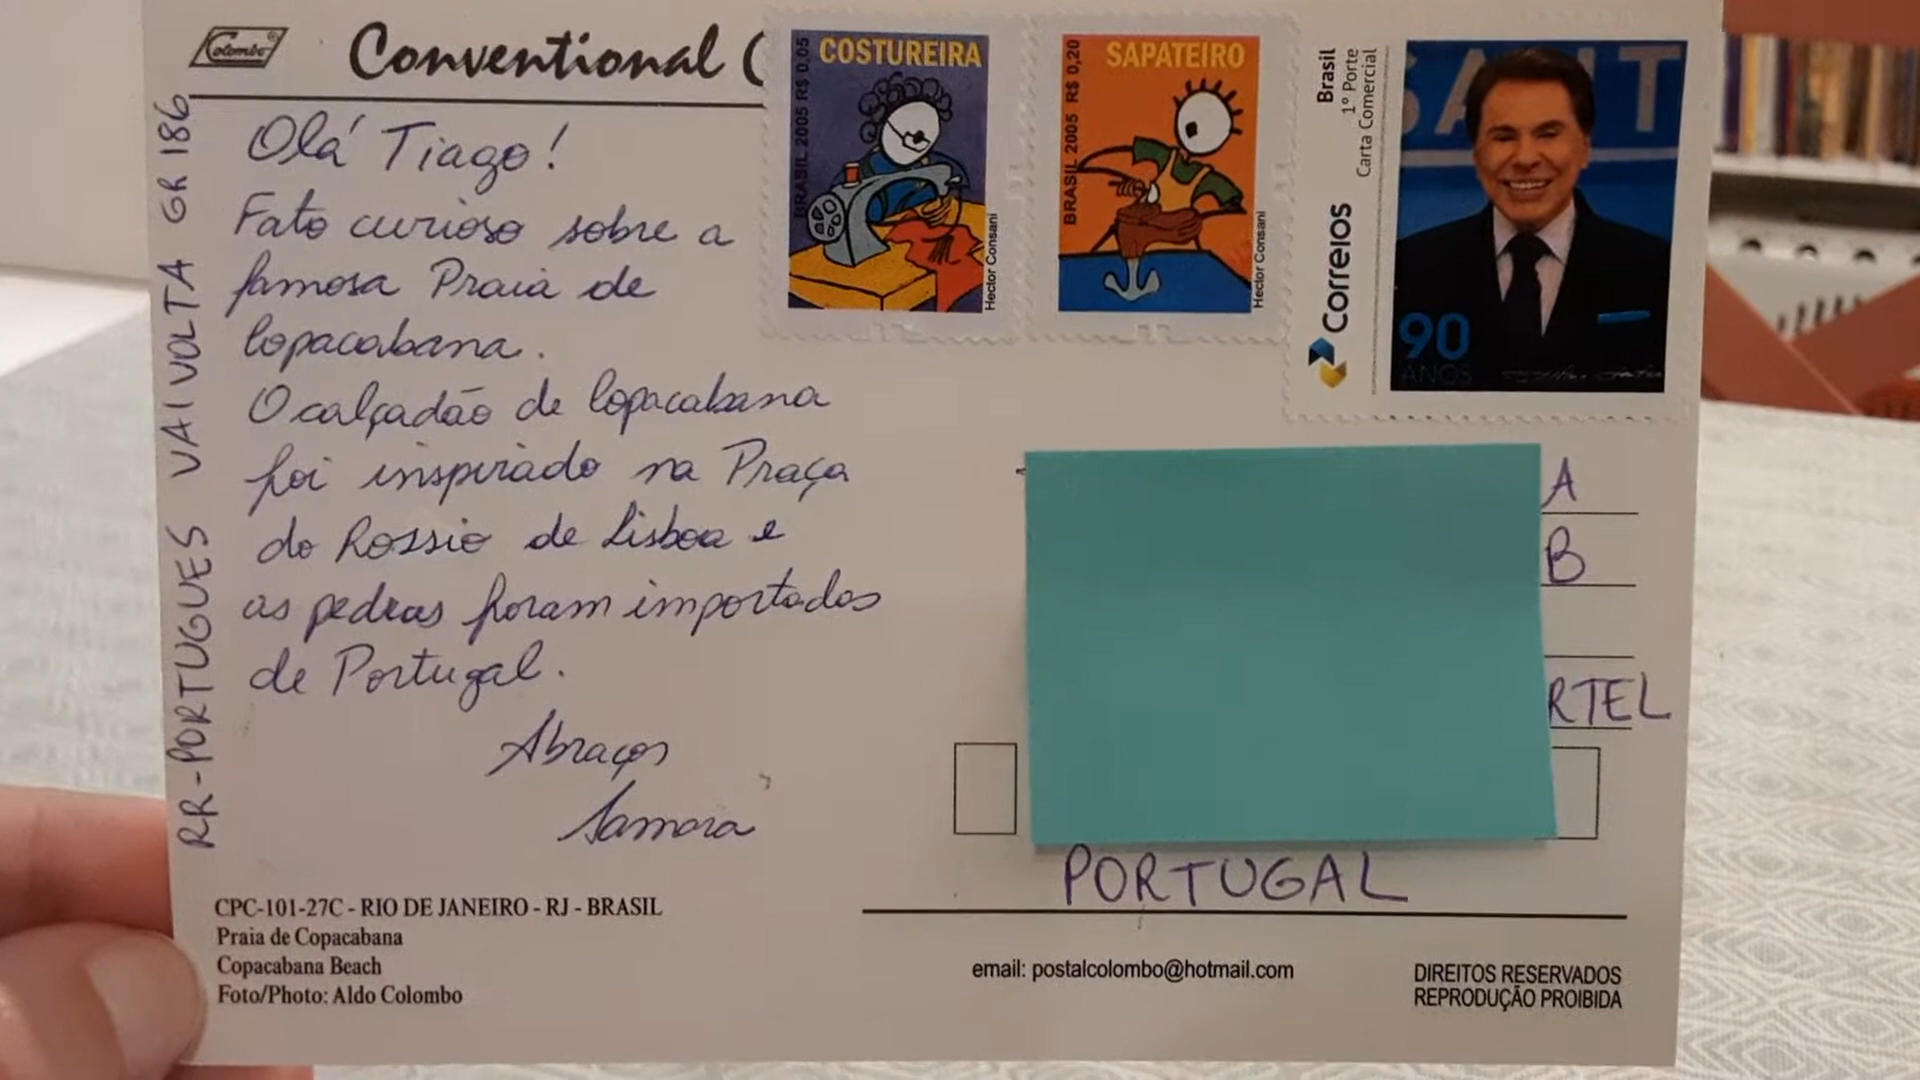 Colombo®
Conventional (
COSTUREIRA
BRASIL 2005 R$ 0,05
Hector Consani
SAPATEIRO
BRASIL 2005 R$ 0,20
Hector Consani
Brasil
1º Porte
Carta Comercial
Correios
90
ANOS
RR-PORTUGUES VAIVOLTA GR 186
Olá Tiago!
Fato curioso sobre a
famosa Praia de
Copacabana.
O calçadão de Copacabana
foi inspirado na Praça
do Rossio de Lisboa e
as pedras foram importadas
de Portugal.
Abraços
Samara
A
B
RTEL
PORTUGAL
CPC-101-27C - RIO DE JANEIRO - RJ - BRASIL
Praia de Copacabana
Copacabana Beach
Foto/Photo: Aldo Colombo
email: postalcolombo@hotmail.com
DIREITOS RESERVADOS
REPRODUÇÃO PROIBIDA